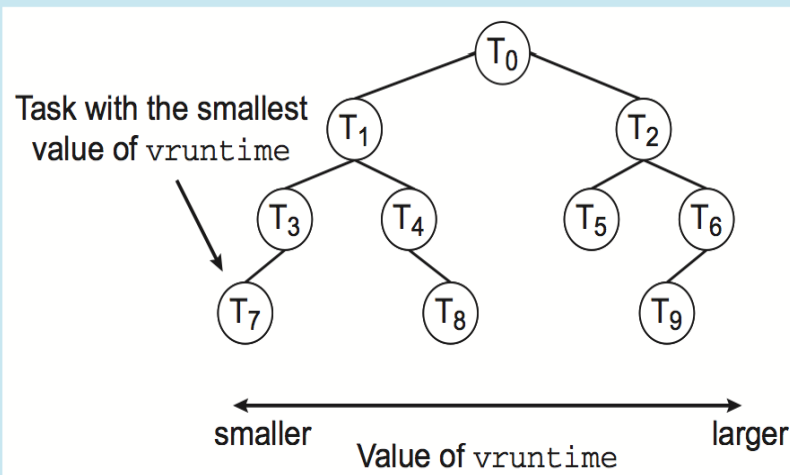 T0
Task with the smallest
value of vruntime
T1
T2
T3
T4
T5
T6
T7
T8
T9
smaller
larger
Value of vruntime